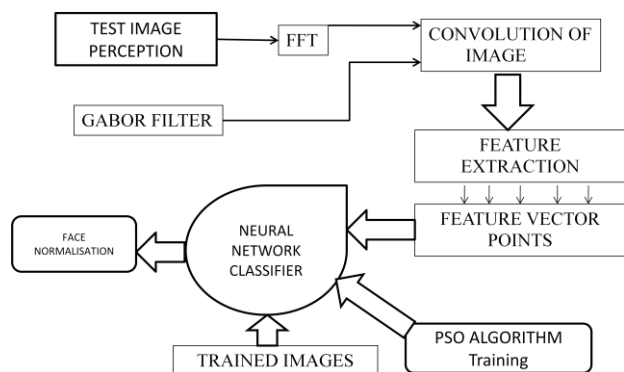 TEST IMAGE
PERCEPTION
FFT
CONVOLUTION OF
IMAGE
GABOR FILTER
FEATURE
EXTRACTION
FEATURE VECTOR
POINTS
NEURAL
NETWORK
CLASSIFIER
FACE
NORMALISATION
PSO ALGORITHM
Training
TRAINED IMAGES